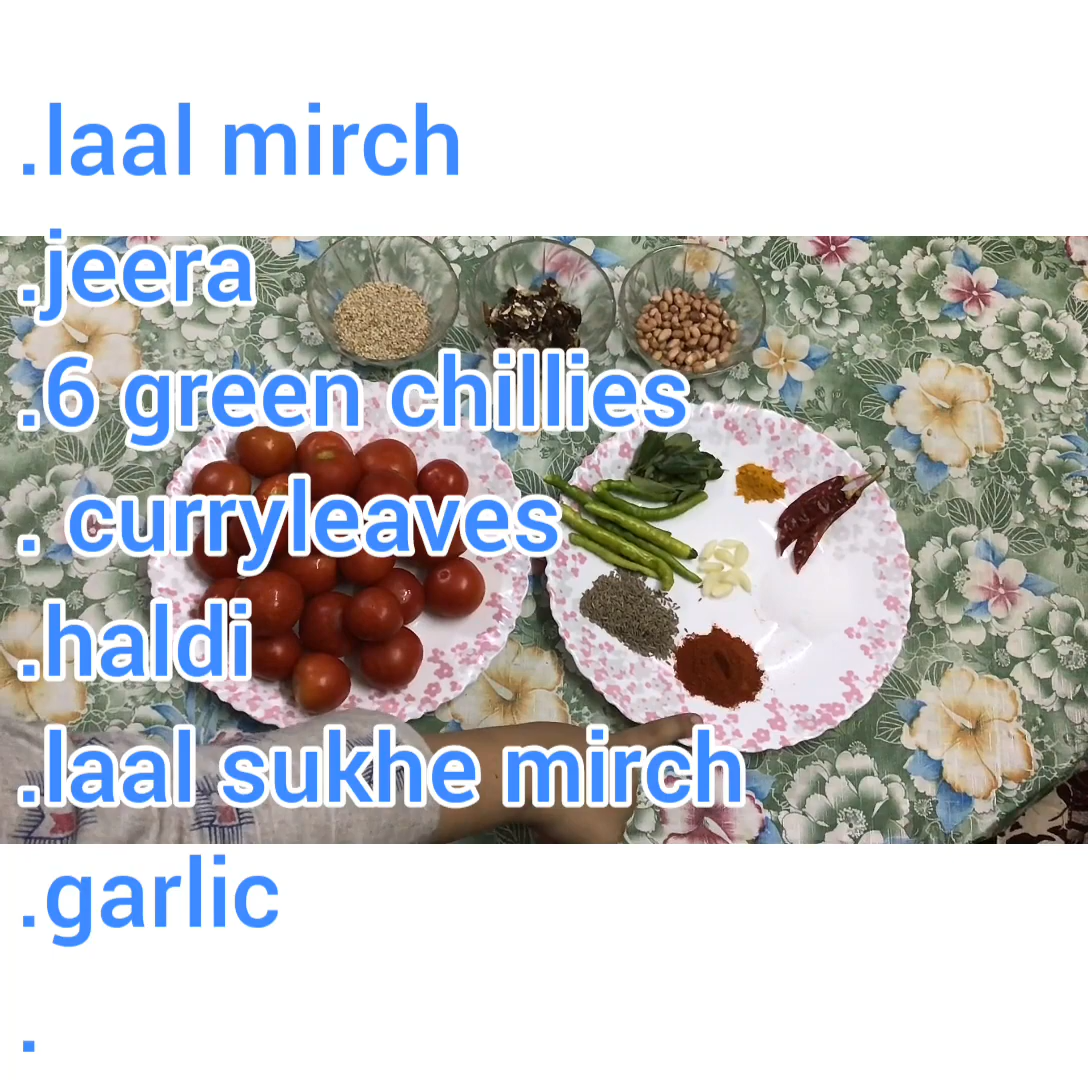 .laal mirch
.jeera
.6 green chillies
. curryleaves
.haldi
.laal sukhe mirch
.garlic
.